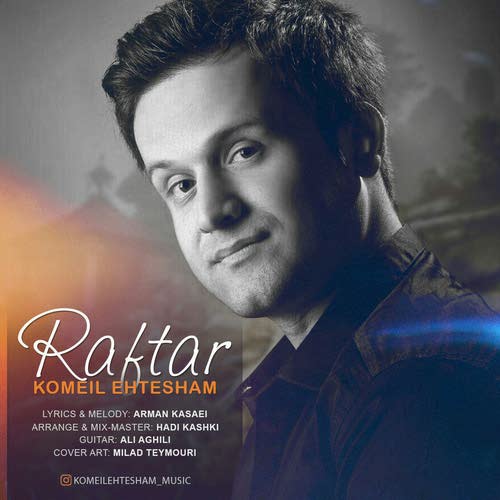 Raftar
KOMEIL EHTESHAM
LYRICS & MELODY: ARMAN KASAEI
ARRANGE & MIX-MASTER: HADI KASHKI
GUITAR: ALI AGHILI
COVER ART: MILAD TEYMOURI
KOMEILEHTESHAM_MUSIC